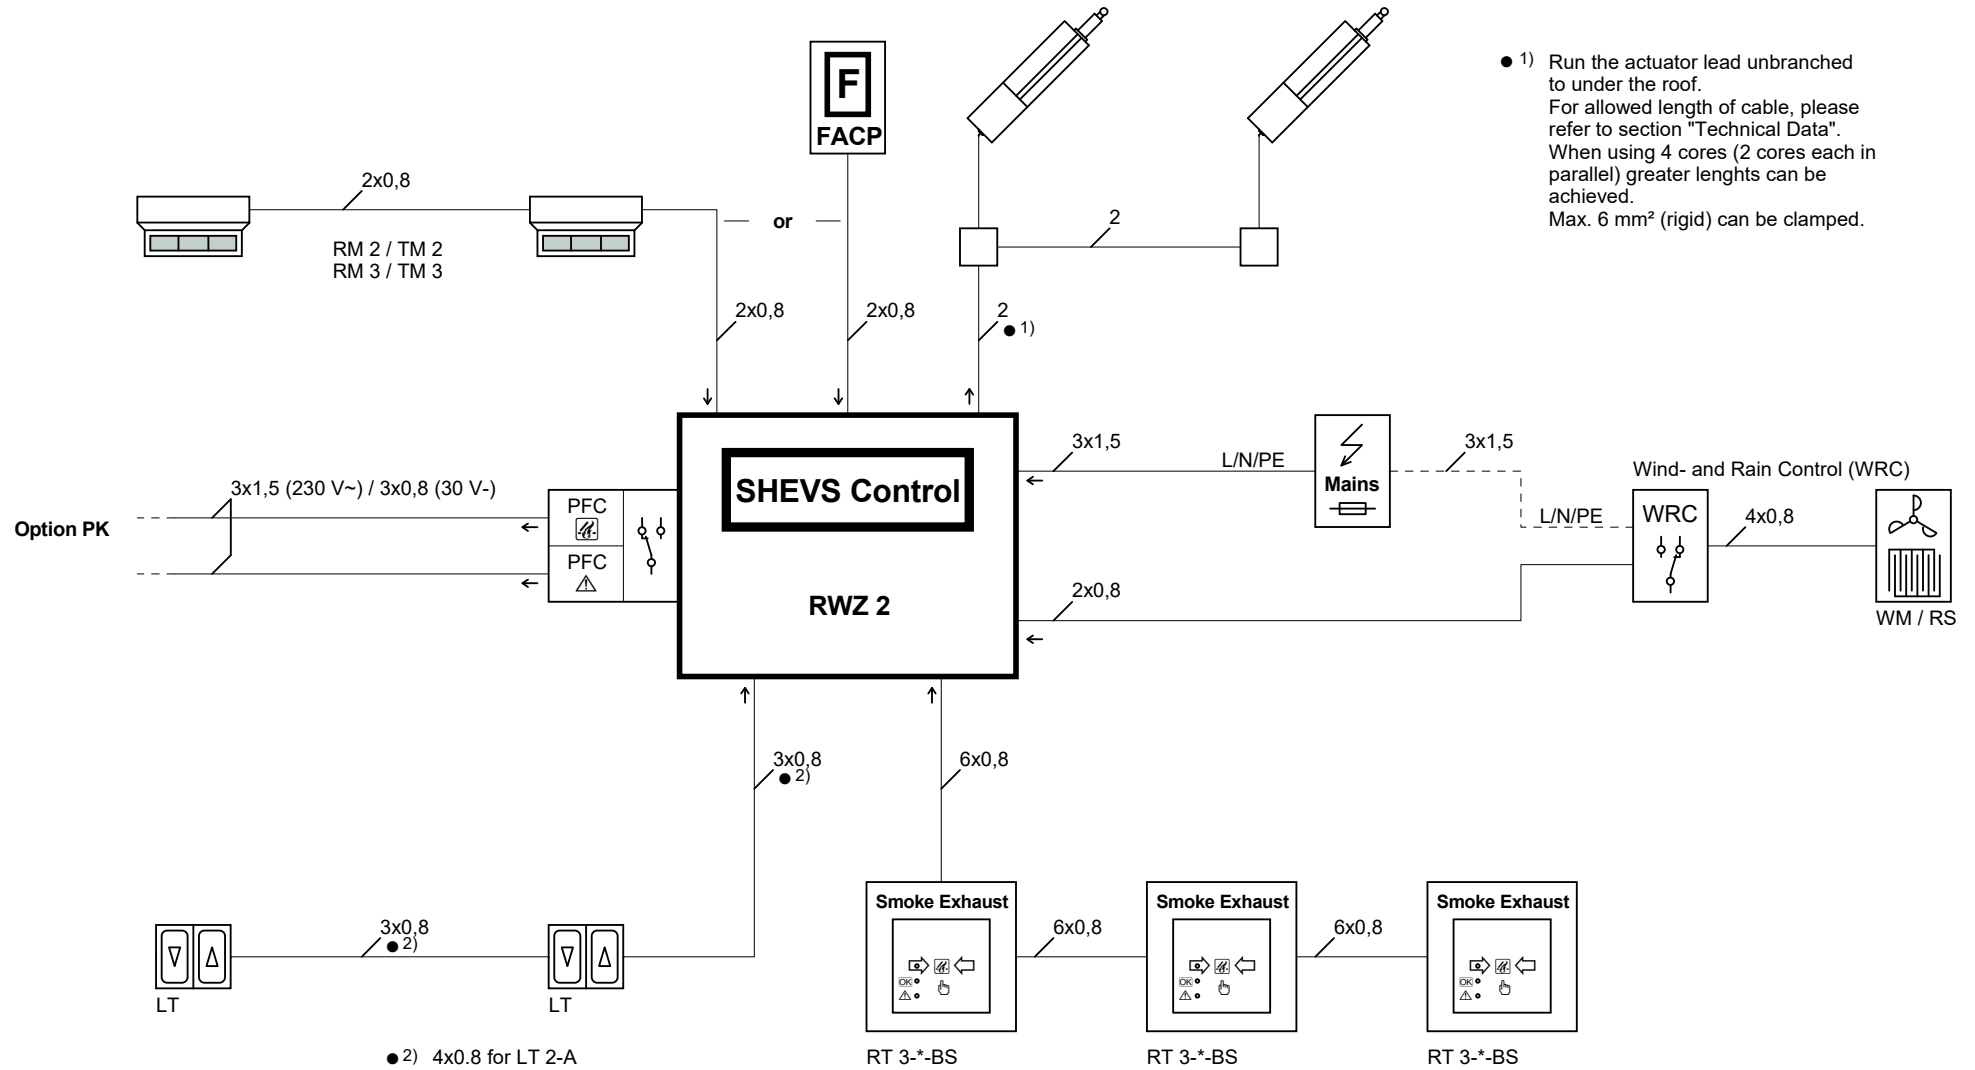 F
FACP
● 1) Run the actuator lead unbranched
to under the roof.
For allowed length of cable, please
refer to section "Technical Data".
When using 4 cores (2 cores each in
parallel) greater lenghts can be
achieved.
Max. 6 mm² (rigid) can be clamped.
2x0,8
or
2
RM 2 / TM 2
RM 3 / TM 3
2x0,8
2x0,8
2
● 1)
3x1,5
L/N/PE
Mains
3x1,5
L/N/PE
Wind- and Rain Control (WRC)
WRC
4x0,8
WM / RS
SHEVS Control
RWZ 2
3x1,5 (230 V~) / 3x0,8 (30 V-)
Option PK
PFC
PFC
2x0,8
3x0,8
● 2)
6x0,8
3x0,8
● 2)
LT
LT
Smoke Exhaust
OK
6x0,8
Smoke Exhaust
OK
6x0,8
Smoke Exhaust
OK
● 2) 4x0.8 for LT 2-A
RT 3-*-BS
RT 3-*-BS
RT 3-*-BS